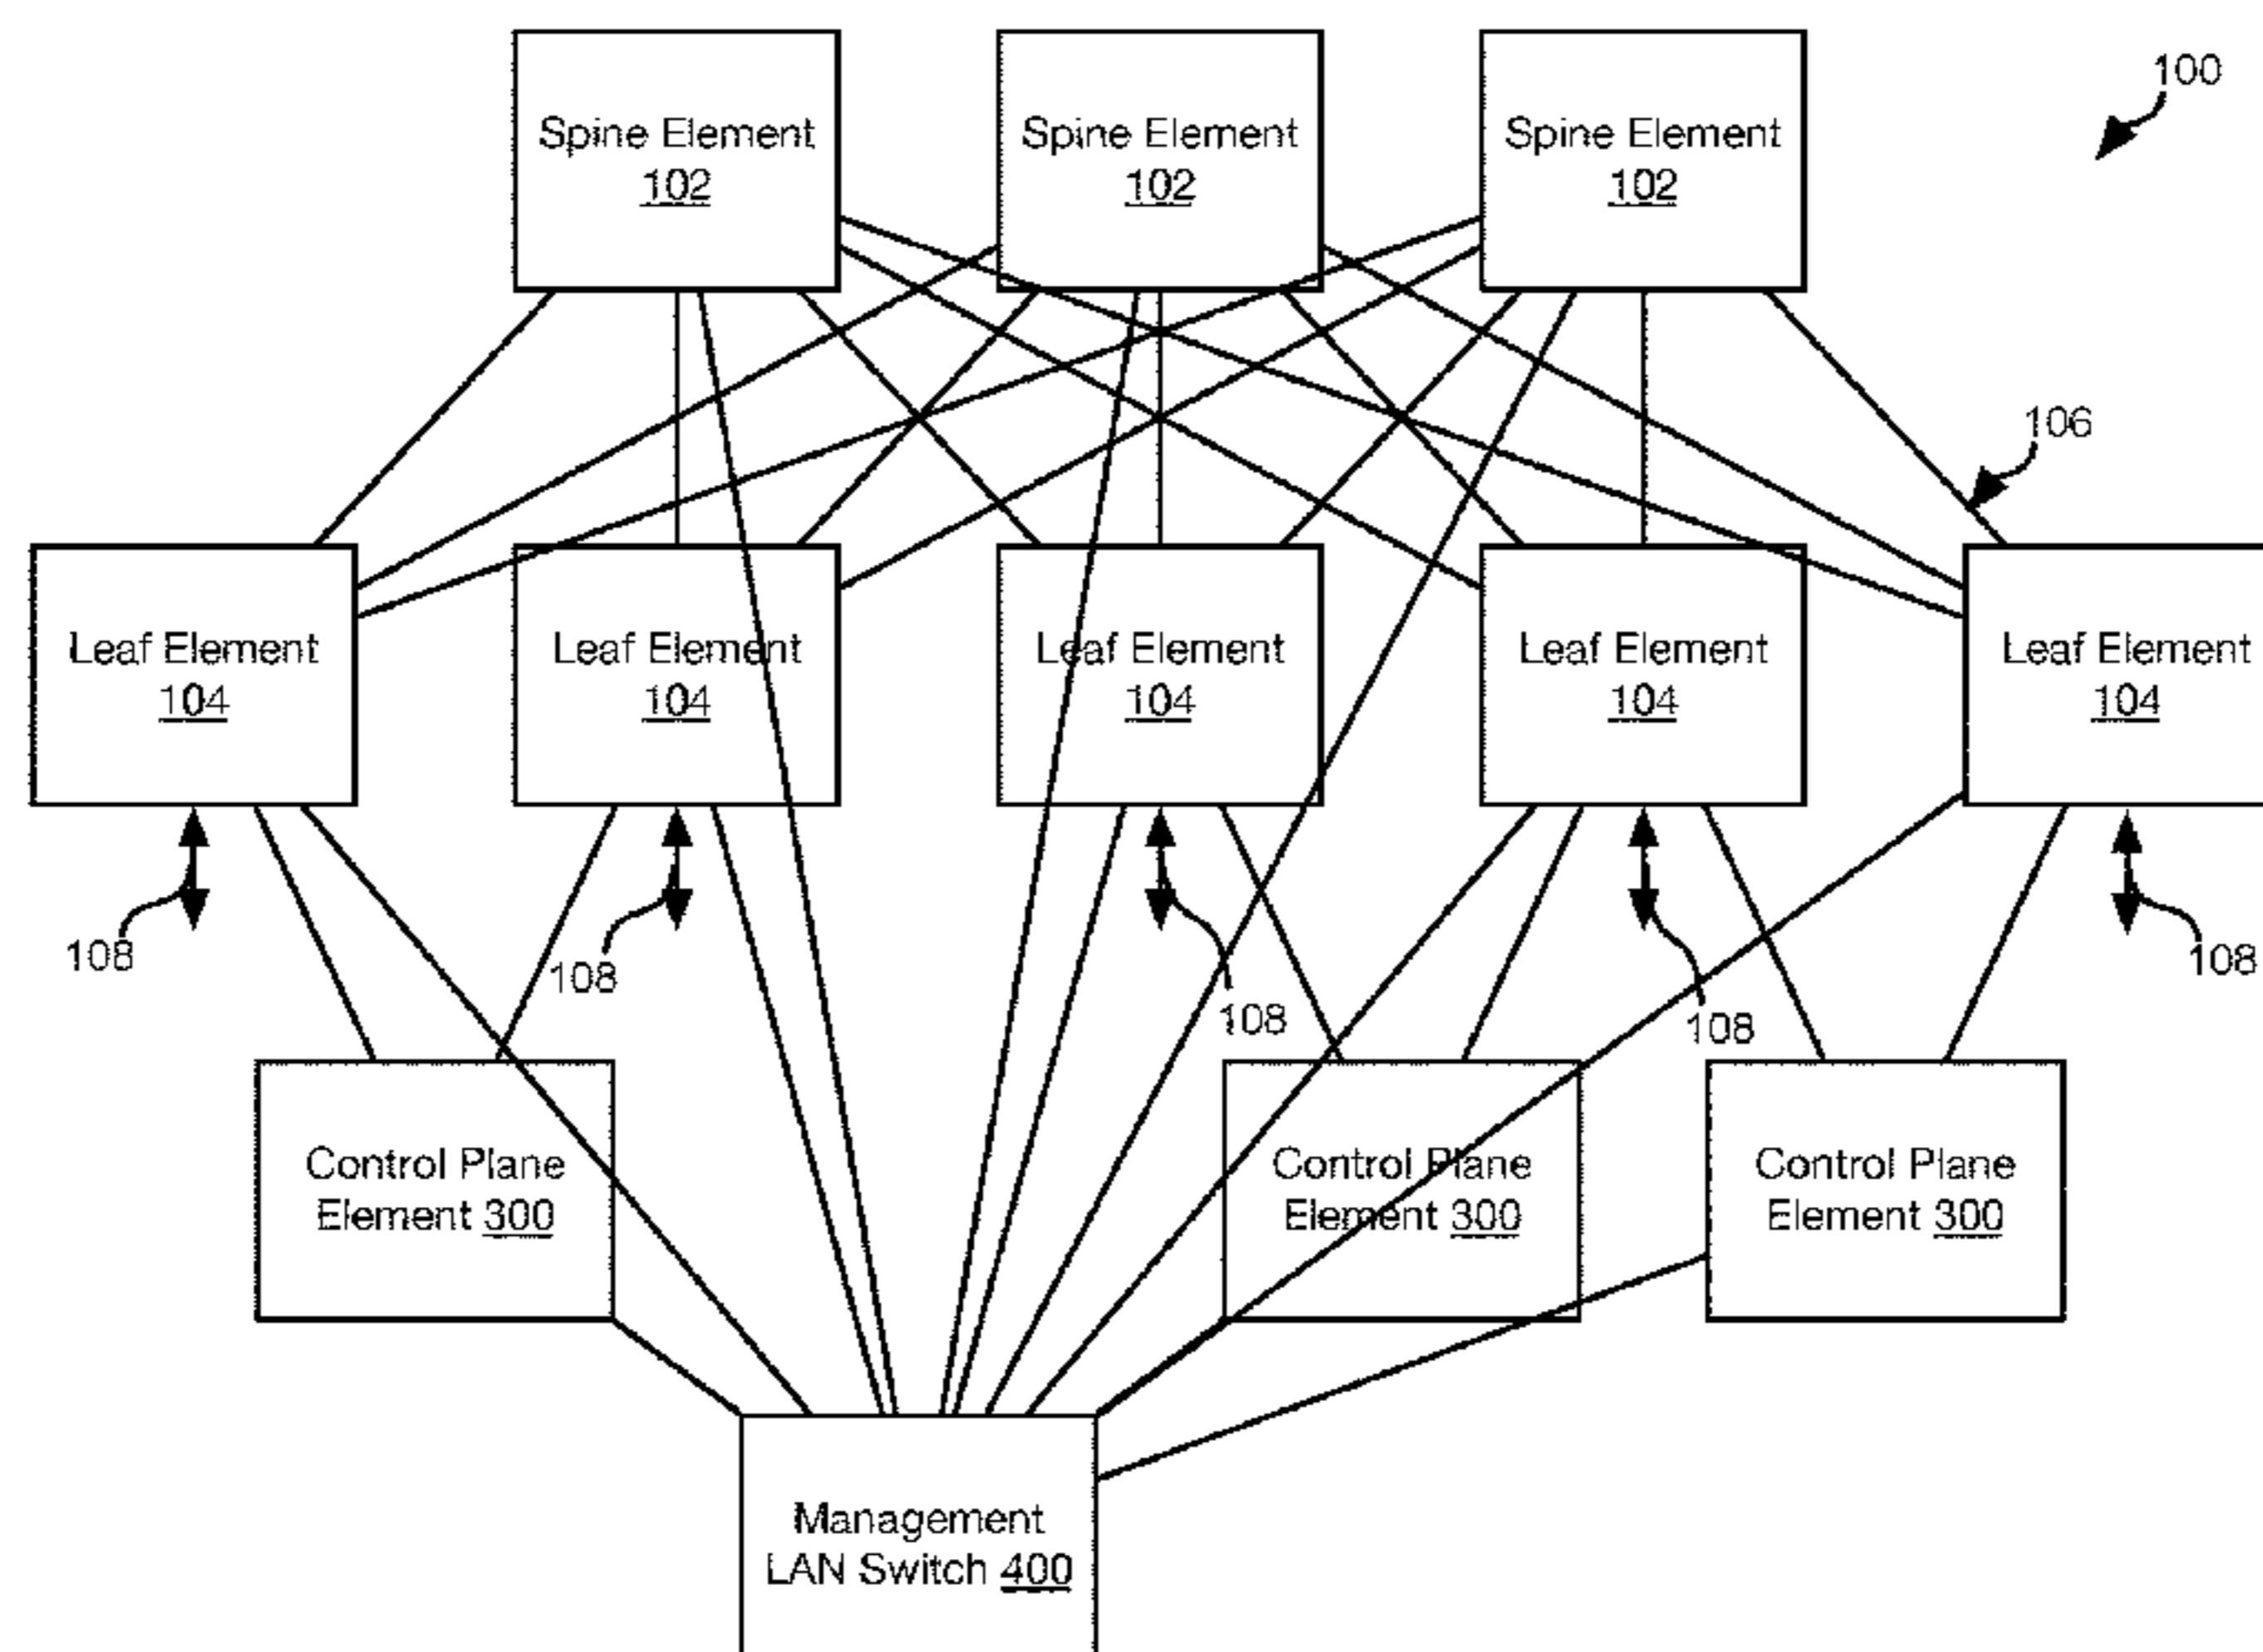 100
Spine Element
102
Spine Element
102
Spine Element
102
106
Leaf Element
104
Leaf Element
104
Leaf Element
104
Leaf Element
104
Leaf Element
104
108
108
108
108
108
Control Plane
Element 300
Control Plane
Element 300
Control Plane
Element 300
Management
LAN Switch 400